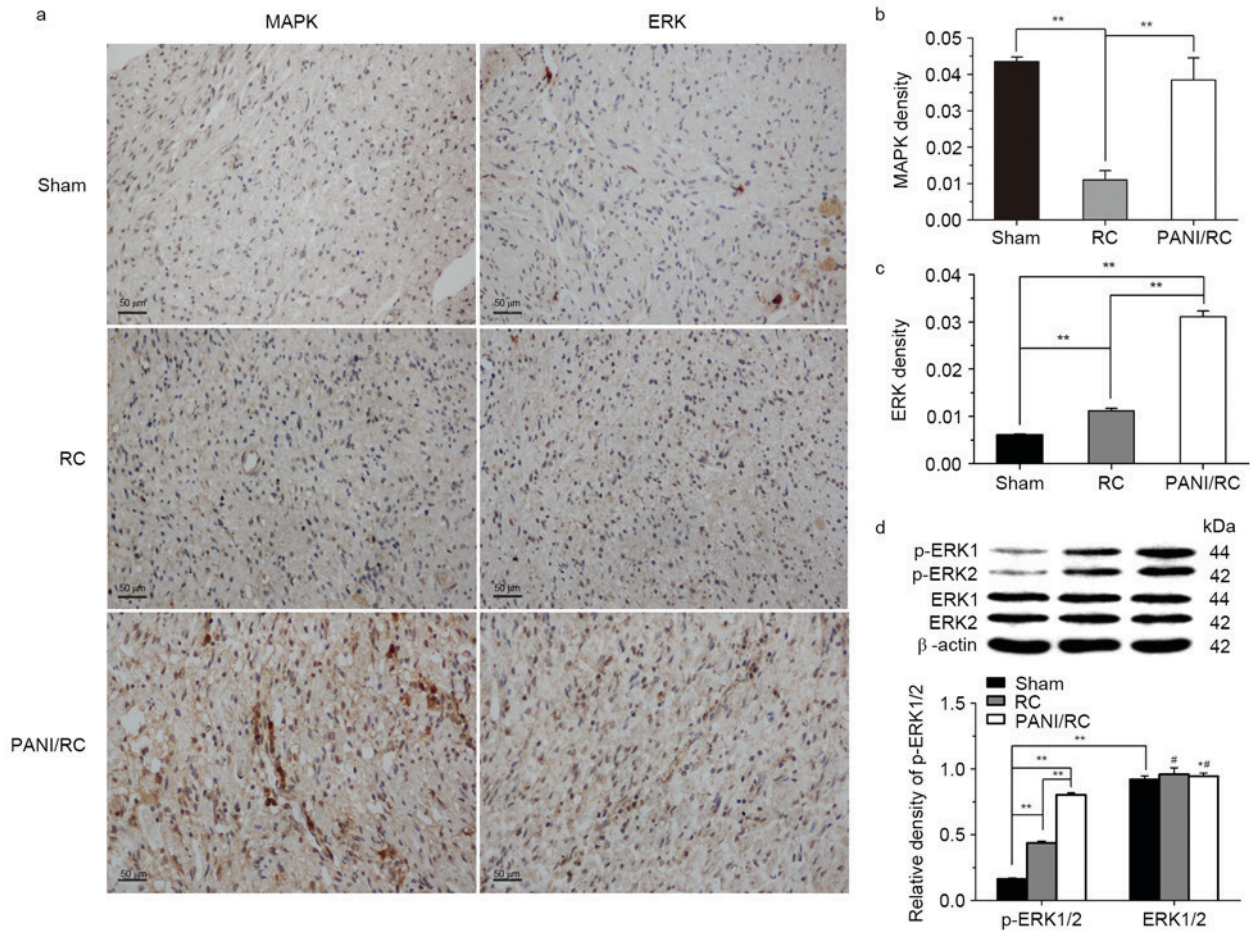 a
MAPK
ERK
Sham
50 μm
50 μm
RC
50 μm
50 μm
PANI/RC
50 μm
50 μm
b
MAPK density
0.05
0.04
0.03
0.02
0.01
0.00
**
**
Sham RC PANI/RC
c
ERK density
0.04
0.03
0.02
0.01
0.00
**
**
**
Sham RC PANI/RC
d
kDa
p-ERK1 44
p-ERK2 42
ERK1 44
ERK2 42
β-actin 42
Relative density of p-ERK1/2
1.5
1.0
0.5
0.0
Sham
RC
PANI/RC
**
**
**
**
#
*#
p-ERK1/2 ERK1/2